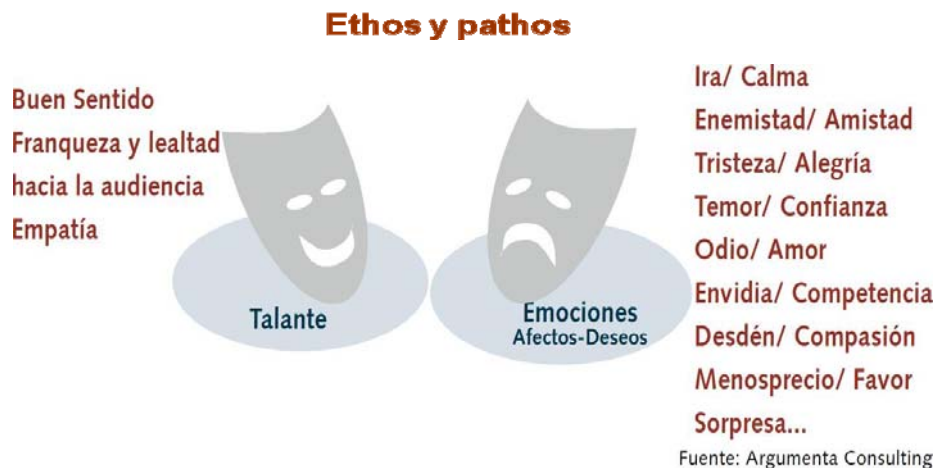 Ethos y pathos
Buen Sentido
Franqueza y lealtad
hacia la audiencia
Empatía
Talante
Emociones
Afectos-Deseos
Ira/ Calma
Enemistad/ Amistad
Tristeza/ Alegría
Temor/ Confianza
Odio/ Amor
Envidia/ Competencia
Desdén/ Compasión
Menosprecio/ Favor
Sorpresa...
Fuente: Argumenta Consulting